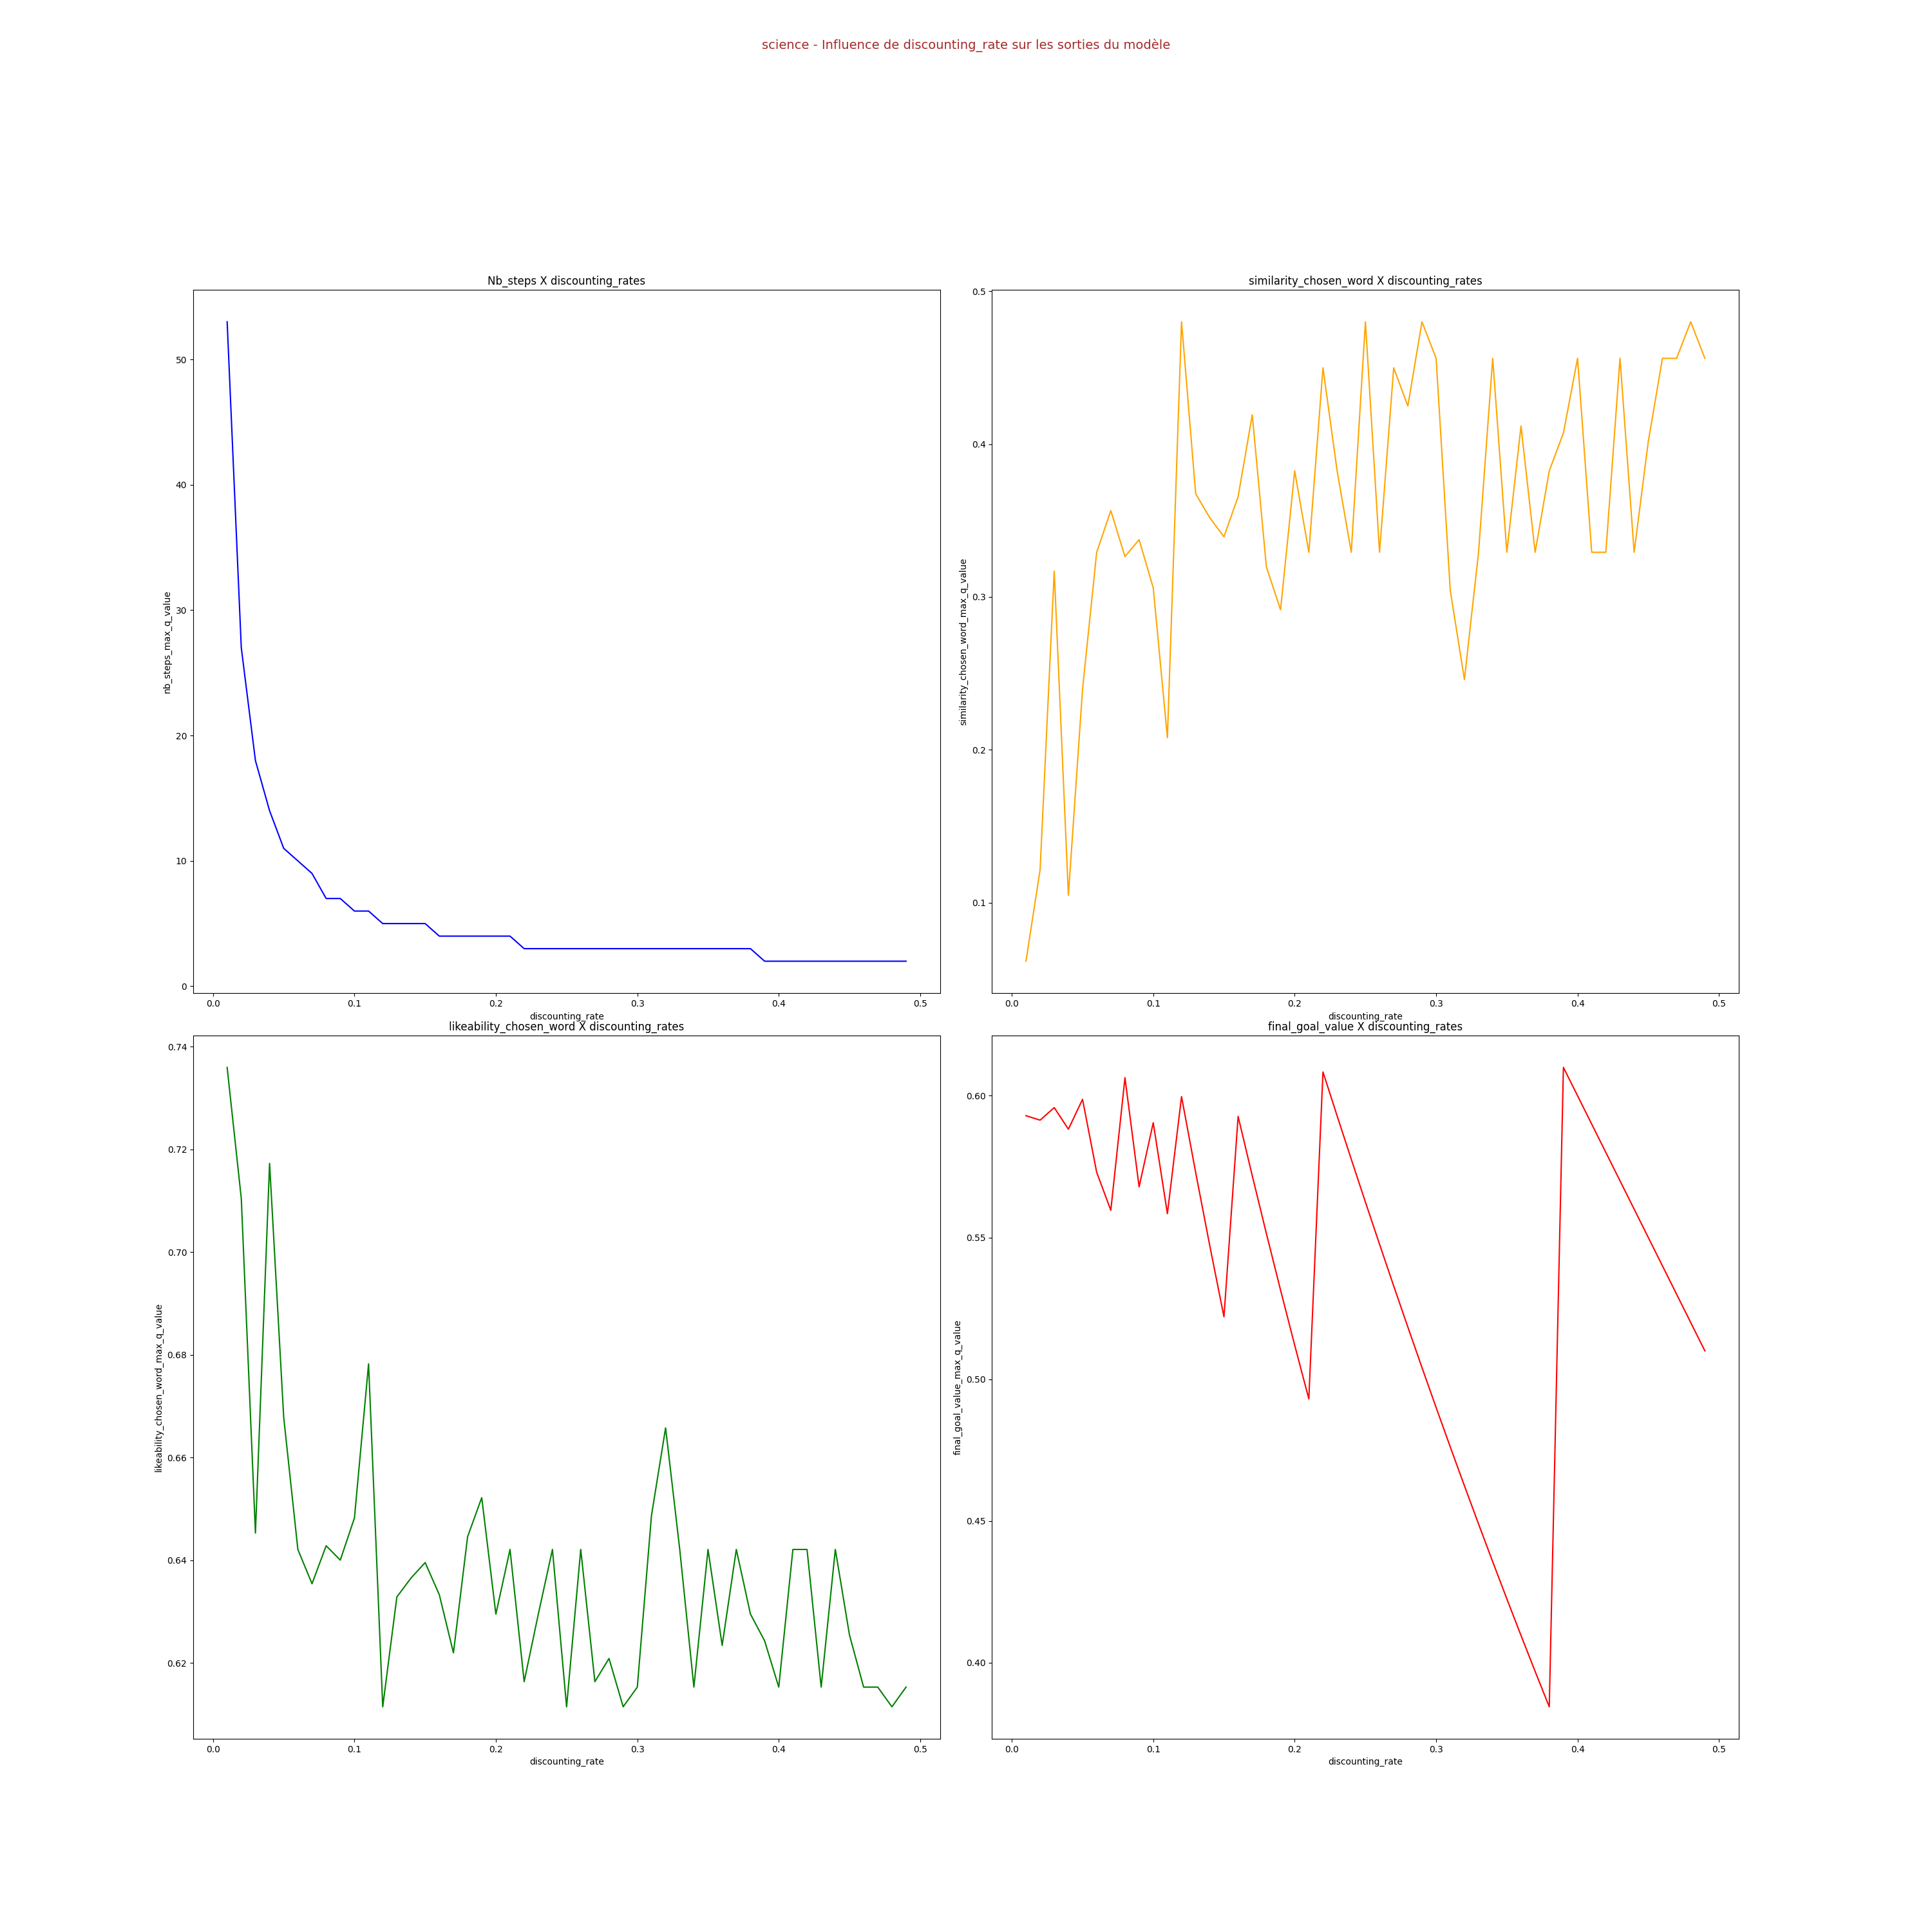 science - Influence de discounting_rate sur les sorties du modèle
Nb_steps X discounting_rates
nb_steps_max_q_value
50
40
30
20
10
0
0.0 0.1 0.2 0.3 0.4 0.5
discounting_rate
similarity_chosen_word X discounting_rates
similarity_chosen_word_max_q_value
0.5
0.4
0.3
0.2
0.1
0.0 0.1 0.2 0.3 0.4 0.5
discounting_rate
likeability_chosen_word X discounting_rates
likeability_chosen_word_max_q_value
0.74
0.72
0.70
0.68
0.66
0.64
0.62
0.0 0.1 0.2 0.3 0.4 0.5
discounting_rate
final_goal_value X discounting_rates
final_goal_value_max_q_value
0.60
0.55
0.50
0.45
0.40
0.0 0.1 0.2 0.3 0.4 0.5
discounting_rate